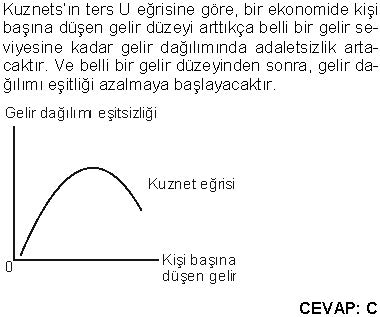 Kuznets'ın ters U eğrisine göre, bir ekonomide kişi
başına düşen gelir düzeyi arttıkça belli bir gelir se-
viyesine kadar gelir dağılımında adaletsizlik arta-
caktır. Ve belli bir gelir düzeyinden sonra, gelir da-
ğılımı eşitliği azalmaya başlayacaktır.
Gelir dağılımı eşitsizliği
Kuznet eğrisi
0
Kişi başına
düşen gelir
CEVAP: C